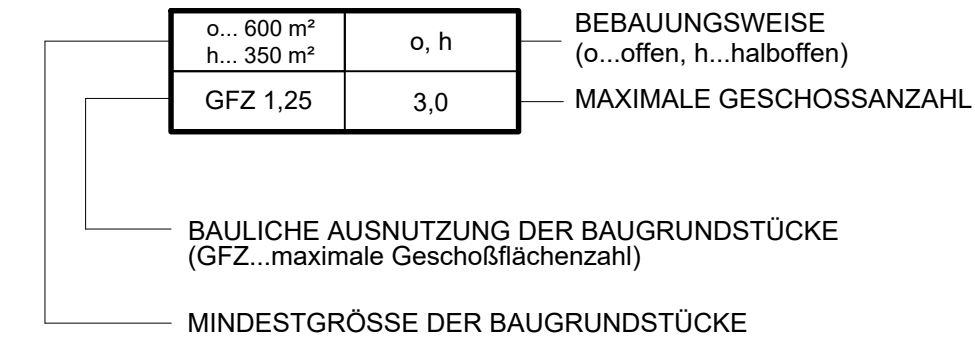 o... 600 m²
h... 350 m²
o, h
BEBAUUNGSWEISE
(o...offen, h...halboffen)
GFZ 1,25
3,0
MAXIMALE GESCHOSSANZAHL
BAULICHE AUSNUTZUNG DER BAUGRUNDSTÜCKE
(GFZ...maximale Geschoßflächenzahl)
MINDESTGRÖSSE DER BAUGRUNDSTÜCKE